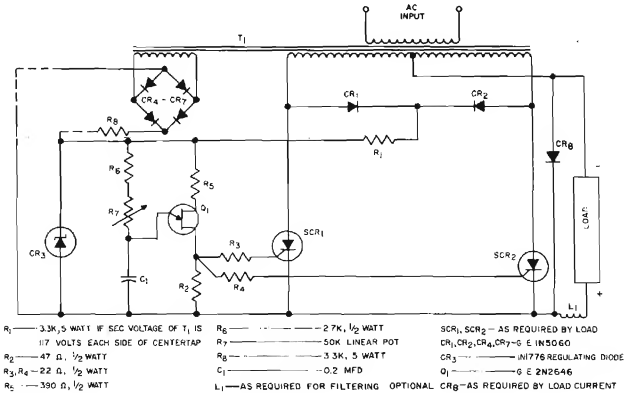 AC
INPUT
T1
CR4 - CR7
CR1
CR2
R8
R1
CR8
R6
R5
R7
Q1
LOAD
-
+
CR3
C1
R3
R4
R2
SCR1
SCR2
L1
R1 — 3.3K, 5 WATT IF SEC VOLTAGE OF T1 IS
117 VOLTS EACH SIDE OF CENTERTAP
R2 — 47 Ω, 1/2 WATT
R3, R4 — 22 Ω, 1/2 WATT
R5 — 390 Ω, 1/2 WATT
R6 — 2.7K, 1/2 WATT
R7 — 50K LINEAR POT
R8 — 3.3K, 5 WATT
C1 — 0.2 MFD
L1 — AS REQUIRED FOR FILTERING OPTIONAL
SCR1, SCR2 — AS REQUIRED BY LOAD
CR1, CR2, CR4, CR7 - G E IN5060
CR3 — IN1776 REGULATING DIODE
Q1 — G E 2N2646
CR8 — AS REQUIRED BY LOAD CURRENT